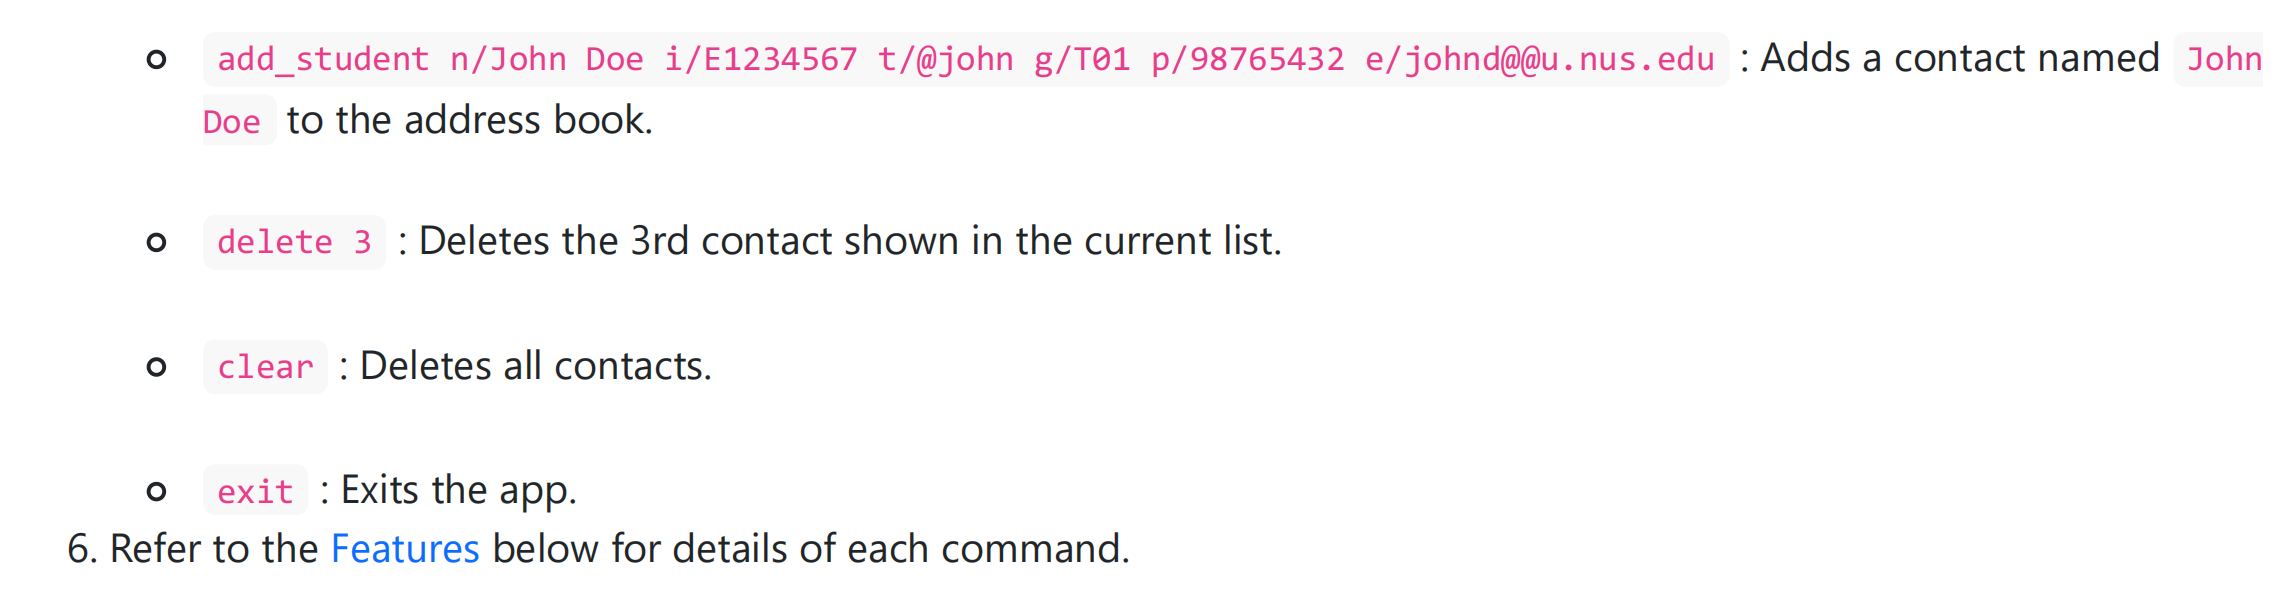 add_student n/John Doe i/E1234567 t/@john g/T01 p/98765432 e/johnd@@u.nus.edu : Adds a contact named John
Doe to the address book.
delete 3 : Deletes the 3rd contact shown in the current list.
clear : Deletes all contacts.
exit : Exits the app.
6. Refer to the Features below for details of each command.